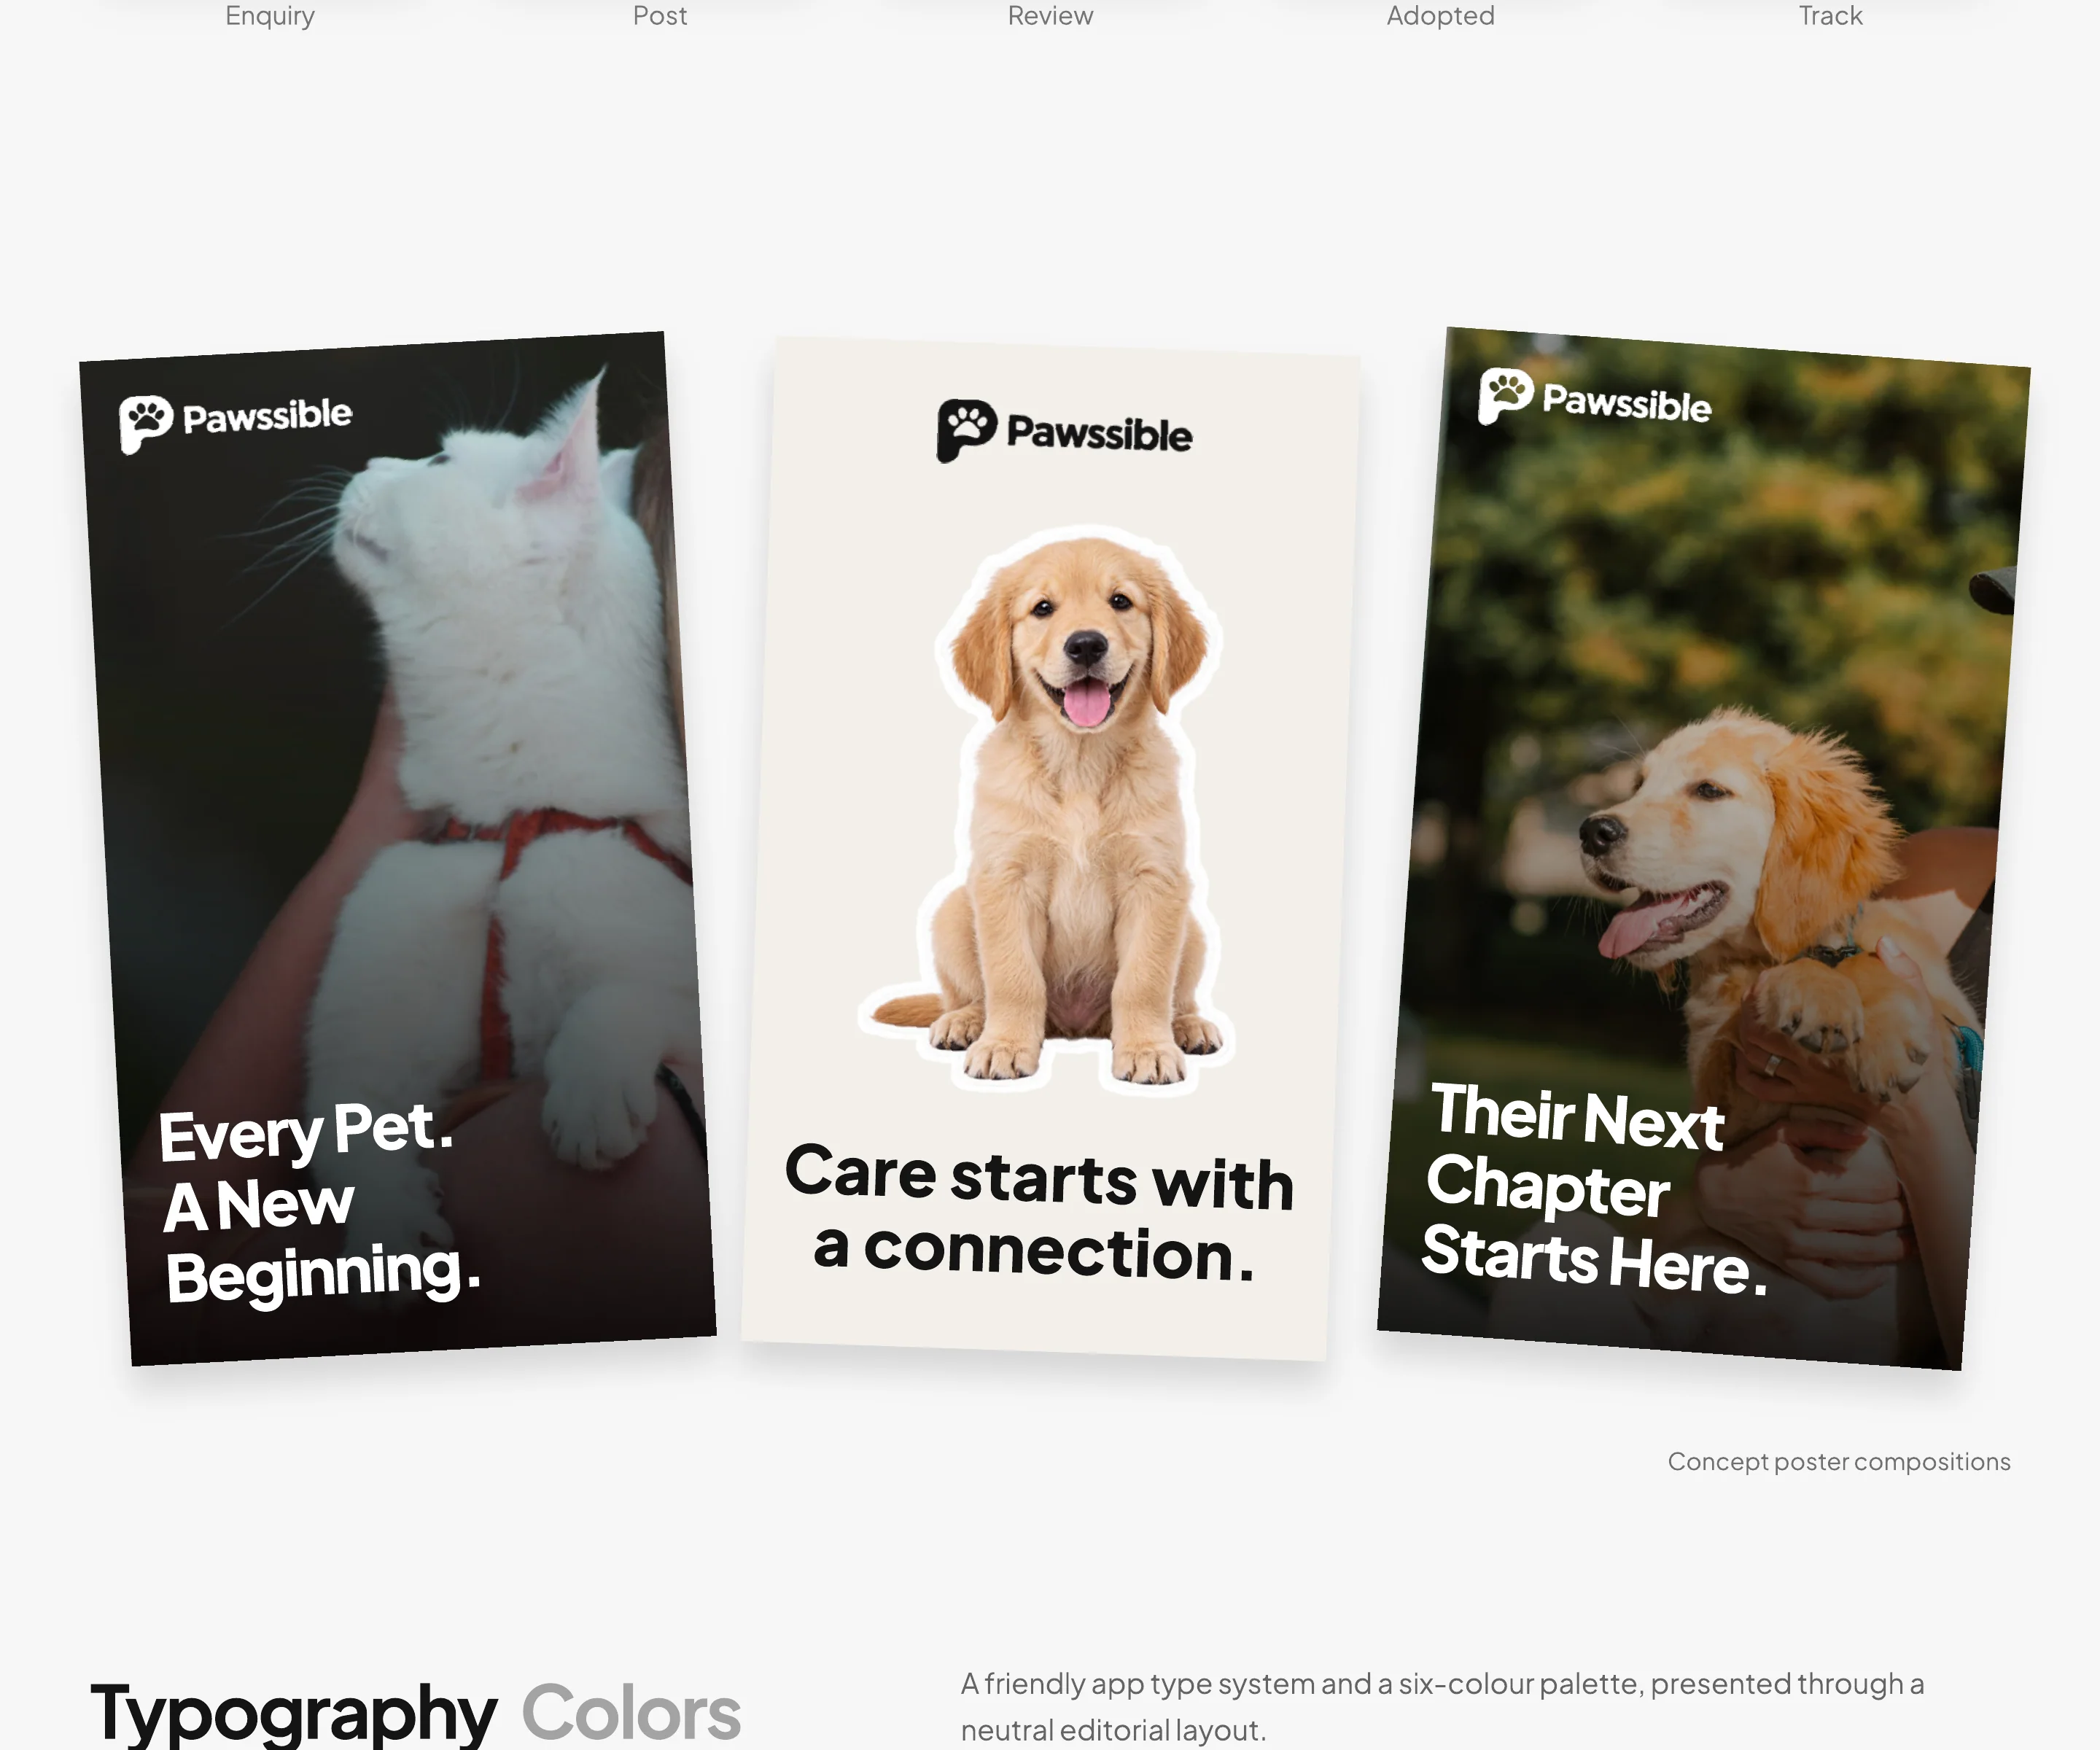 Enquiry
Post
Review
Adopted
Track
Pawssible
Every Pet.
A New
Beginning.
Pawssible
Care starts with
a connection.
Pawssible
Their Next
Chapter
Starts Here.
Concept poster compositions
Typography Colors
A friendly app type system and a six-colour palette, presented through a
neutral editorial layout.